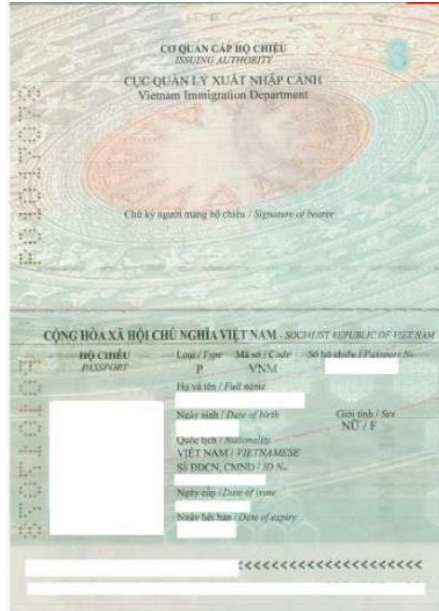 CƠ QUAN CẤP HỘ CHIẾU
ISSUING AUTHORITY
CỤC QUẢN LÝ XUẤT NHẬP CẢNH
Vietnam Immigration Department
Chữ ký người mang hộ chiếu / Signature of bearer
CỘNG HÒA XÃ HỘI CHỦ NGHĨA VIỆT NAM - SOCIALIST REPUBLIC OF VIET NAM
HỘ CHIẾU
PASSPORT
Loại / Type Mã số / Code Số hộ chiếu / Passport No
P VNM
Họ và tên / Full name
Ngày sinh / Date of birth Giới tính / Sex
NỮ / F
Quốc tịch / Nationality
VIỆT NAM / VIETNAMESE
Số ĐDCN, CMND / ID No.
Ngày cấp / Date of issue
Ngày hết hạn / Date of expiry
<<<<<<<<<<<<<<<<<<<<<<